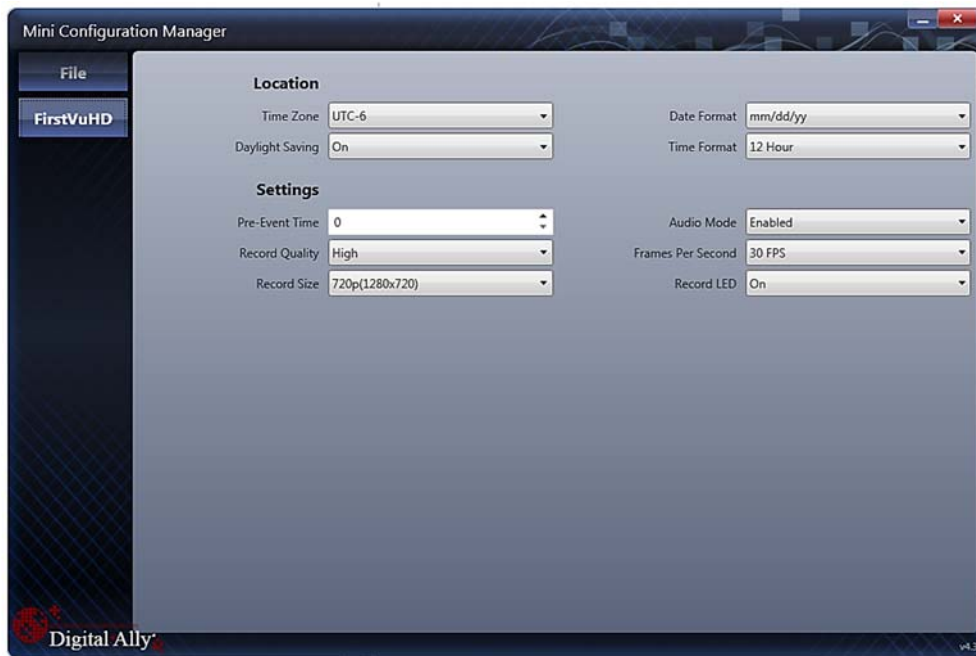 Mini Configuration Manager
File
FirstVuHD
Location
Time Zone UTC-6 Date Format mm/dd/yy
Daylight Saving On Time Format 12 Hour
Settings
Pre-Event Time 0 Audio Mode Enabled
Record Quality High Frames Per Second 30 FPS
Record Size 720p(1280x720) Record LED On
Digital Ally